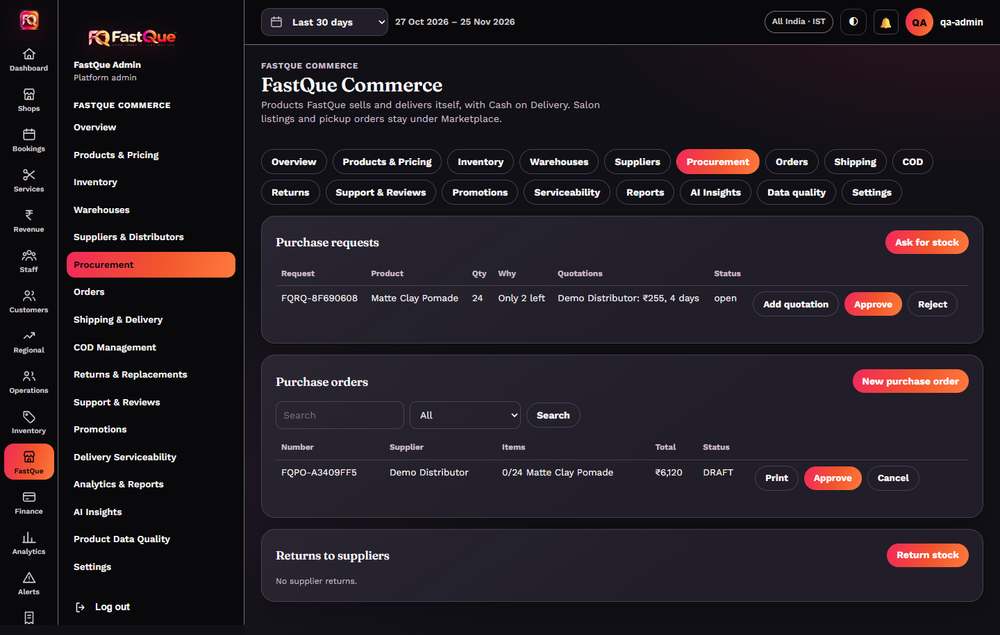 FQ
Dashboard
Shops
Bookings
Services
Revenue
Staff
Customers
Regional
Operations
Inventory
FastQue
Finance
Analytics
Alerts
FastQue
FastQue Admin
Platform admin
FASTQUE COMMERCE
Overview
Products & Pricing
Inventory
Warehouses
Suppliers & Distributors
Procurement
Orders
Shipping & Delivery
COD Management
Returns & Replacements
Support & Reviews
Promotions
Delivery Serviceability
Analytics & Reports
AI Insights
Product Data Quality
Settings
Log out
Last 30 days 27 Oct 2026 – 25 Nov 2026 All India · IST QA qa-admin
FASTQUE COMMERCE
FastQue Commerce
Products FastQue sells and delivers itself, with Cash on Delivery. Salon
listings and pickup orders stay under Marketplace.
Overview Products & Pricing Inventory Warehouses Suppliers Procurement Orders Shipping COD
Returns Support & Reviews Promotions Serviceability Reports AI Insights Data quality Settings
Purchase requests Ask for stock
Request Product Qty Why Quotations Status
FQRQ-8F690608 Matte Clay Pomade 24 Only 2 left Demo Distributor: ₹255, 4 days open Add quotation Approve Reject
Purchase orders New purchase order
Search All Search
Number Supplier Items Total Status
FQPO-A3409FF5 Demo Distributor 0/24 Matte Clay Pomade ₹6,120 DRAFT Print Approve Cancel
Returns to suppliers Return stock
No supplier returns.